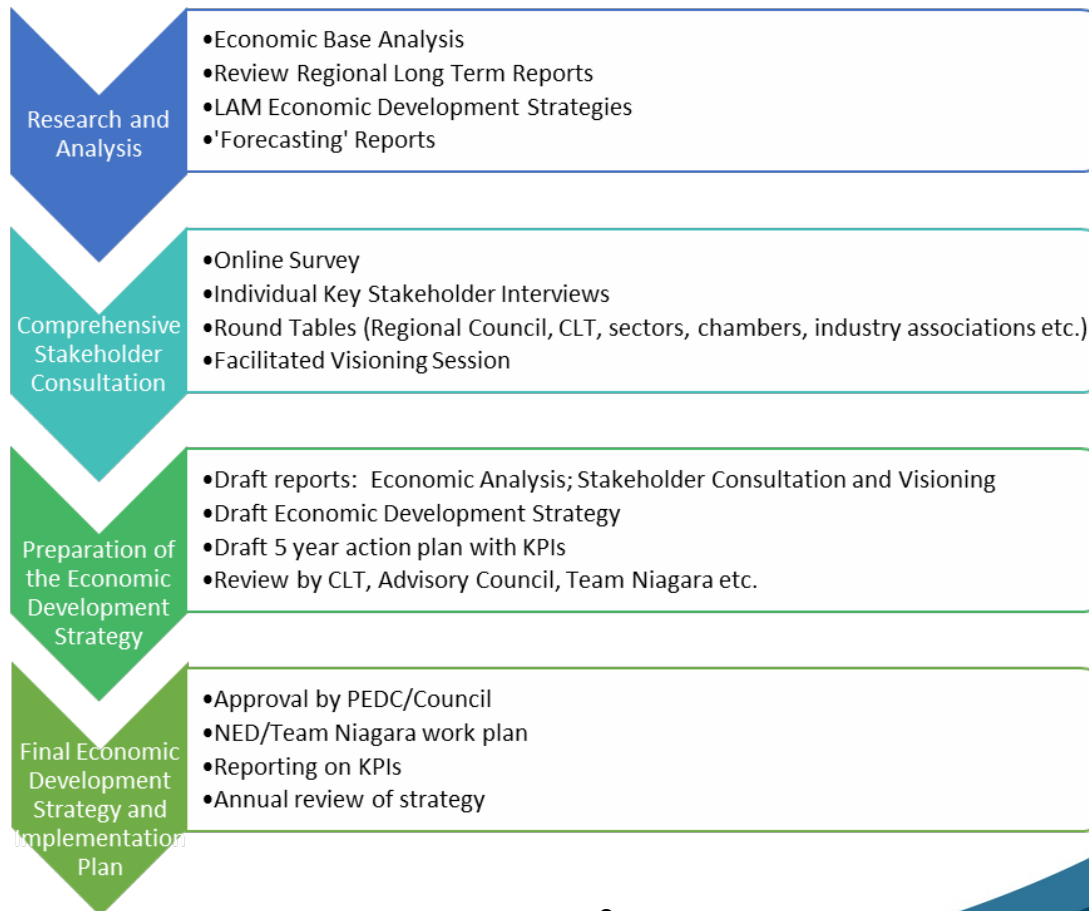 Research and
Analysis
•Economic Base Analysis
•Review Regional Long Term Reports
•LAM Economic Development Strategies
•'Forecasting' Reports
Comprehensive
Stakeholder
Consultation
•Online Survey
•Individual Key Stakeholder Interviews
•Round Tables (Regional Council, CLT, sectors, chambers, industry associations etc.)
•Facilitated Visioning Session
Preparation of
the Economic
Development
Strategy
•Draft reports: Economic Analysis; Stakeholder Consultation and Visioning
•Draft Economic Development Strategy
•Draft 5 year action plan with KPIs
•Review by CLT, Advisory Council, Team Niagara etc.
Final Economic
Development
Strategy and
Implementation
Plan
•Approval by PEDC/Council
•NED/Team Niagara work plan
•Reporting on KPIs
•Annual review of strategy